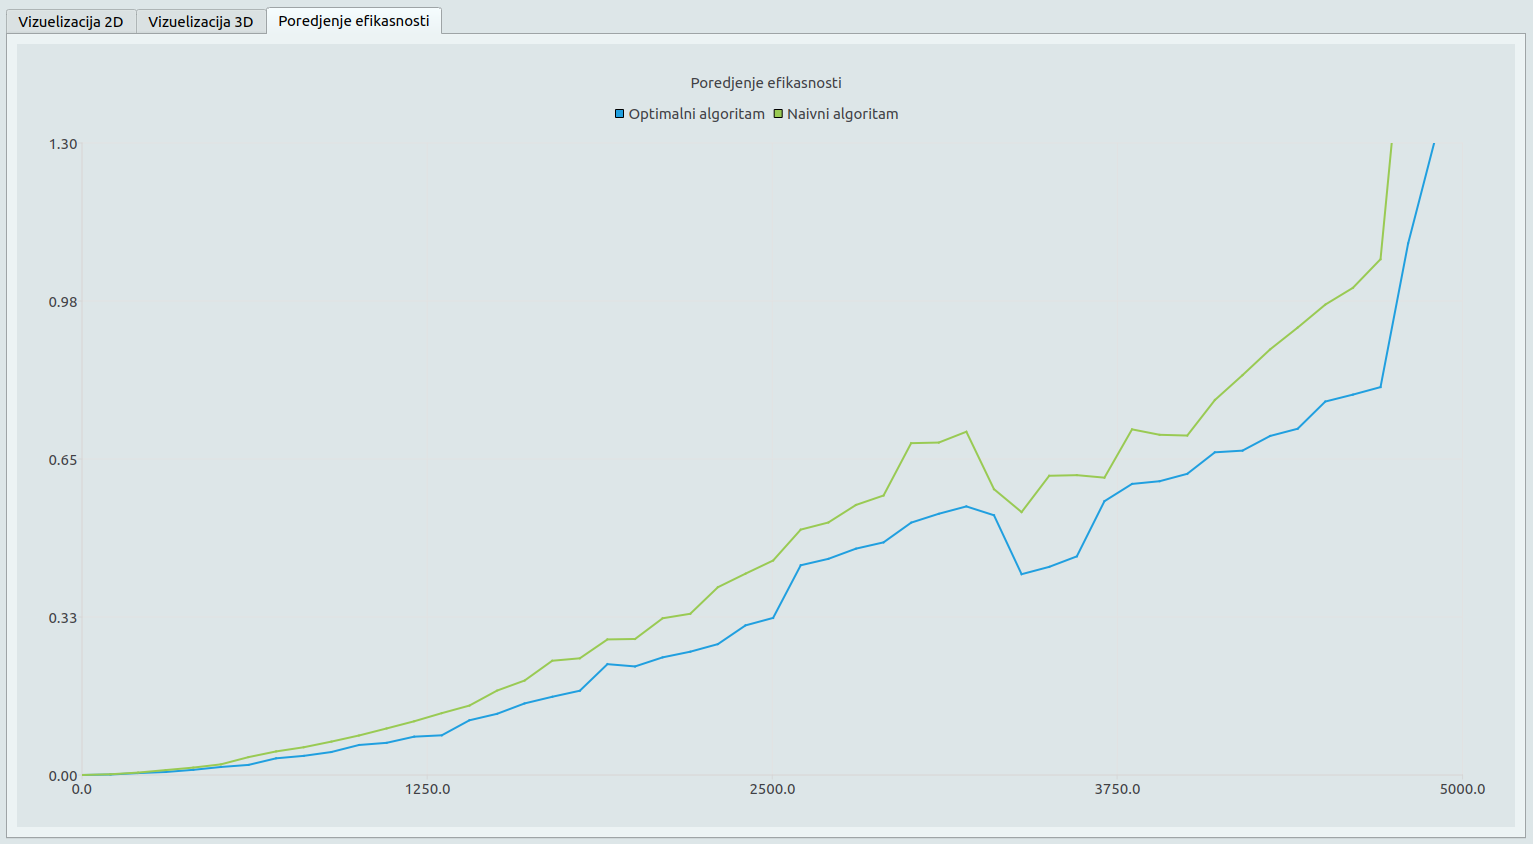 Vizuelizacija 2D Vizuelizacija 3D Poredjenje efikasnosti
Poredjenje efikasnosti
Optimalni algoritam Naivni algoritam
1.30
0.98
0.65
0.33
0.00
0.0 1250.0 2500.0 3750.0 5000.0